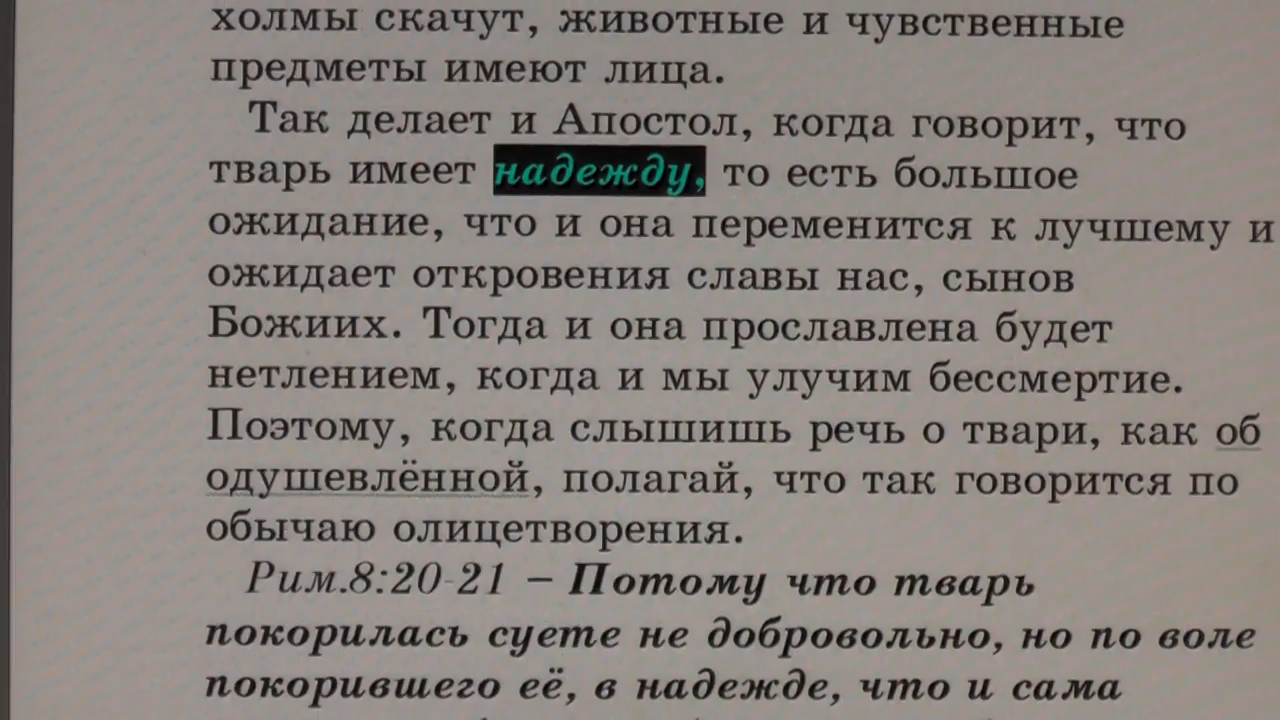 холмы скачут, животные и чувственные
предметы имеют лица.
Так делает и Апостол, когда говорит, что
тварь имеет надежду, то есть большое
ожидание, что и она переменится к лучшему и
ожидает откровения славы нас, сынов
Божиих. Тогда и она прославлена будет
нетлением, когда и мы улучим бессмертие.
Поэтому, когда слышишь речь о твари, как об
одушевлённой, полагай, что так говорится по
обычаю олицетворения.
Рим.8:20-21 – Потому что тварь
покорилась суете не добровольно, но по воле
покорившего её, в надежде, что и сама